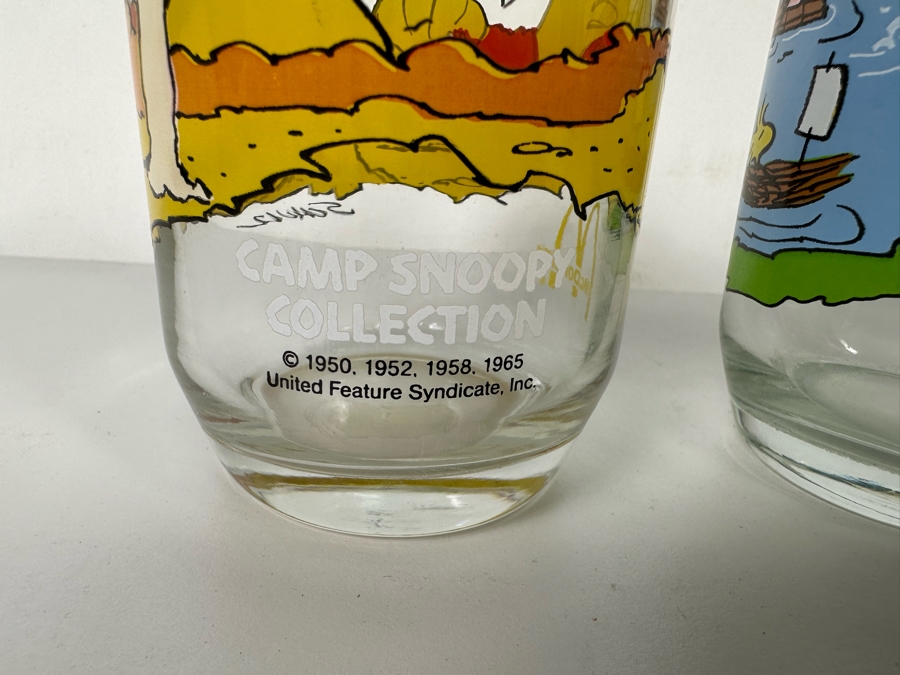 Schulz
CAMP SNOOPY
COLLECTION
© 1950, 1952, 1958, 1965
United Feature Syndicate, Inc.